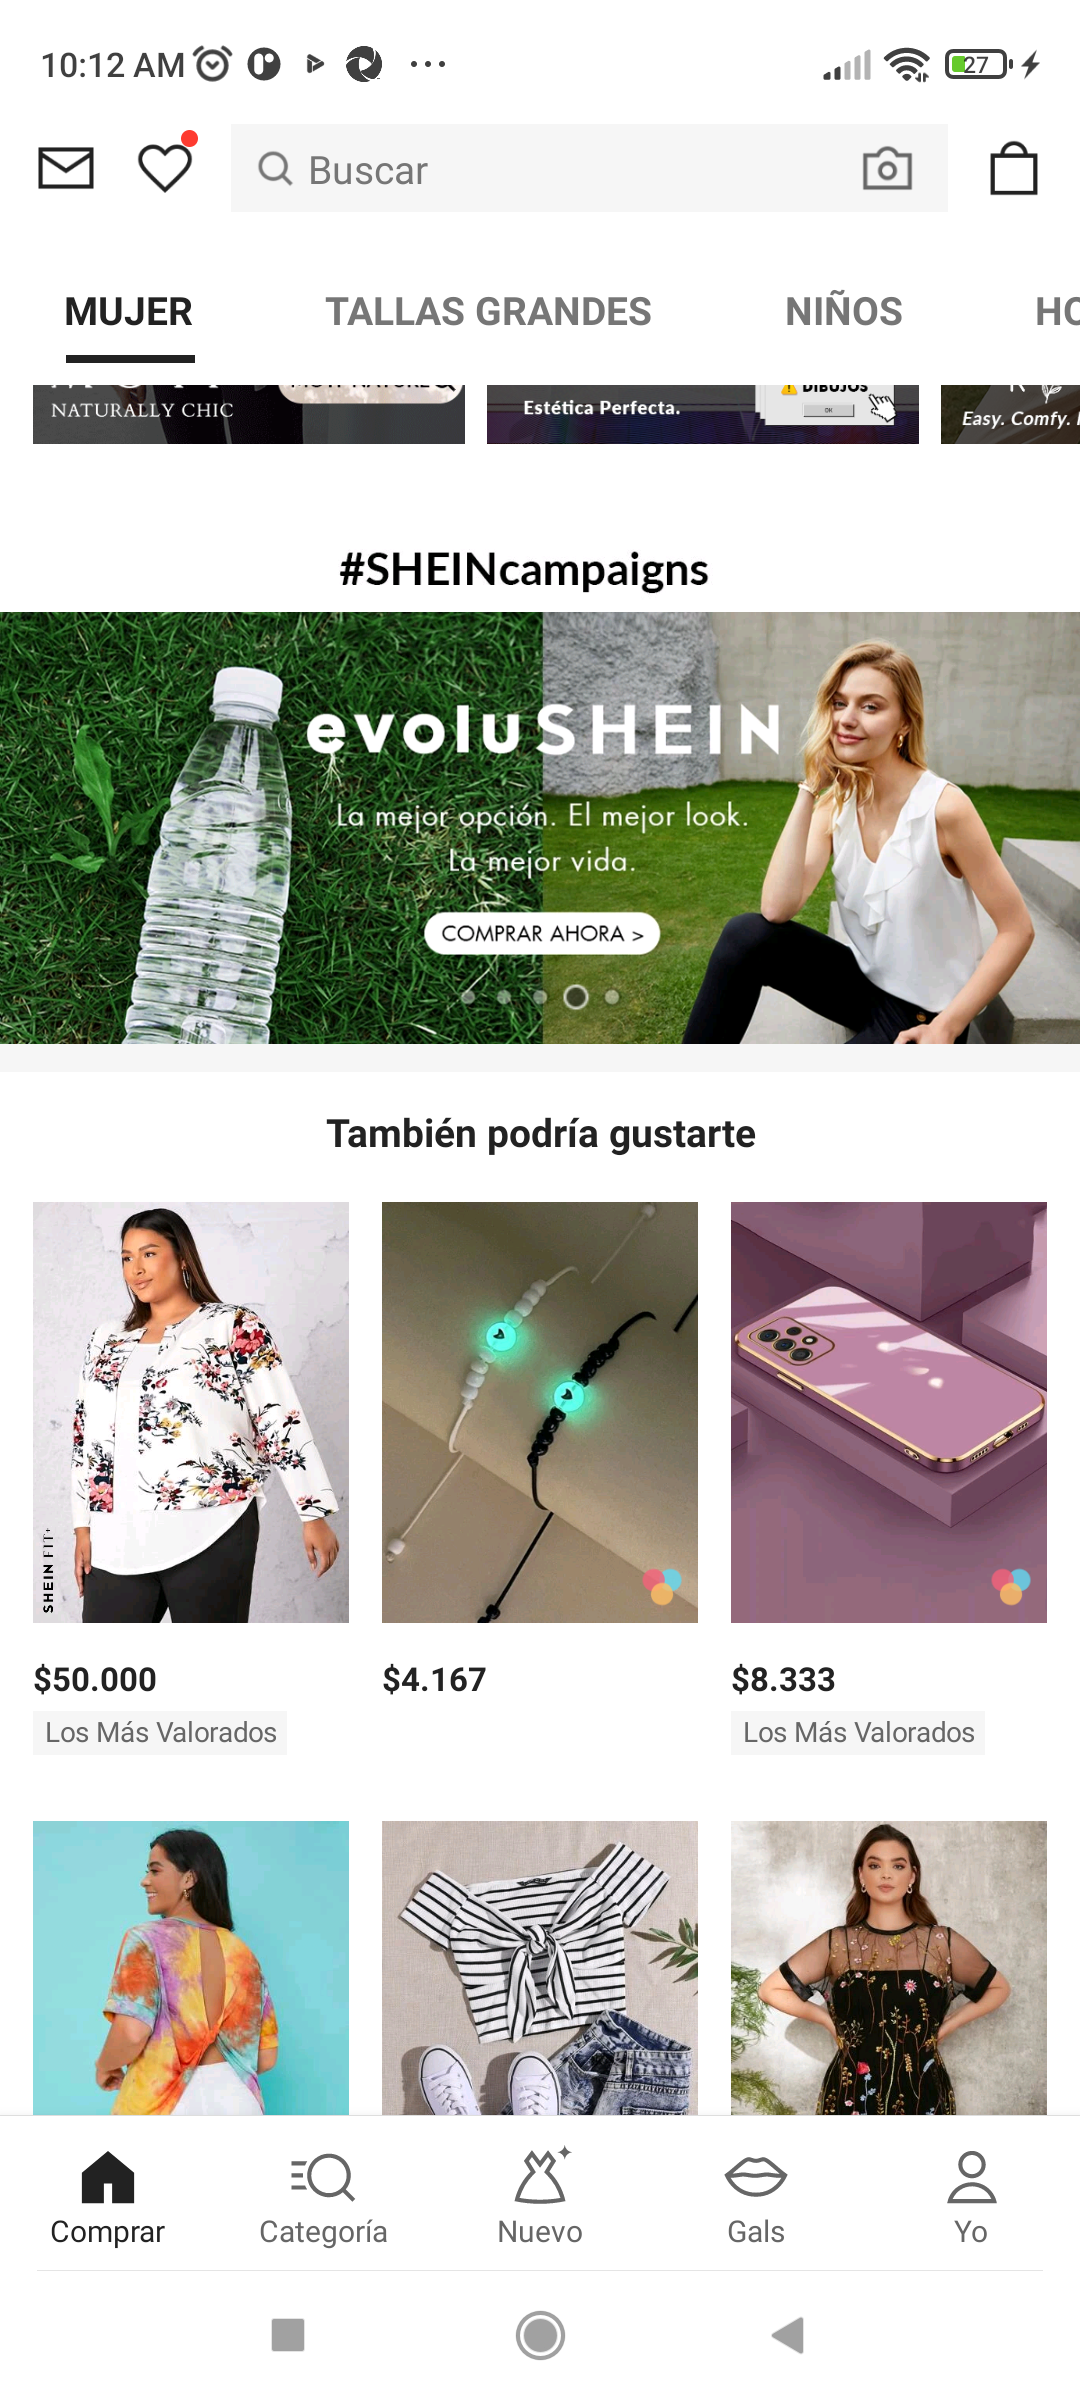 10:12 AM
27
Buscar
MUJER
TALLAS GRANDES
NIÑOS
NATURALLY CHIC
DIBUJOS
OK
Estética Perfecta.
Easy. Comfy.
#SHEINcampaigns
evoluSHEIN
La mejor opción. El mejor look.
La mejor vida.
COMPRAR AHORA >
También podría gustarte
SHEIN FIT+
$50.000
$4.167
$8.333
Los Más Valorados
Los Más Valorados
Comprar
Categoría
Nuevo
Gals
Yo